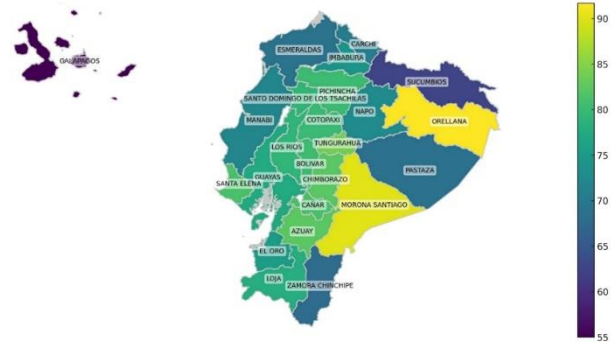 90
CARCHI
ESMERALDAS
IMBABURA
GALAPAGOS
85
SUCUMBIOS
PICHINCHA
SANTO DOMINGO DE LOS TSACHILAS
80
NAPO
MANABI
COTOPAXI
ORELLANA
TUNGURAHUA
LOS RIOS
75
BOLIVAR
PASTAZA
GUAYAS
CHIMBORAZO
SANTA ELENA
70
CAÑAR
MORONA SANTIAGO
AZUAY
65
EL ORO
LOJA
ZAMORA CHINCHIPE
60
55